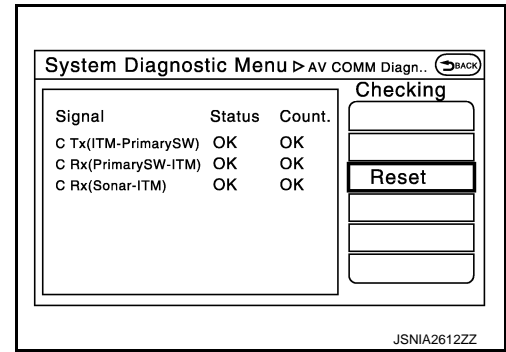 System Diagnostic Menu ▷ AV COMM Diagn.. BACK
Checking
Signal Status Count.
C Tx(ITM-PrimarySW) OK OK
C Rx(PrimarySW-ITM) OK OK
C Rx(Sonar-ITM) OK OK
Reset
JSNIA2612ZZ